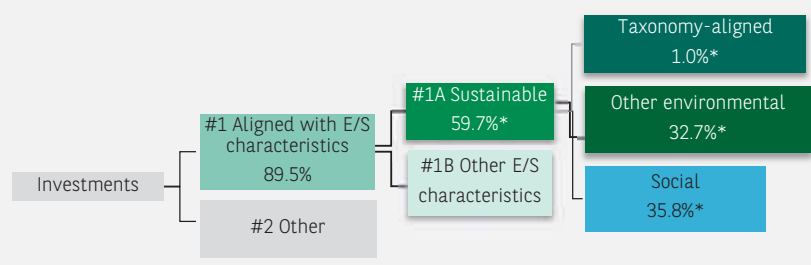 Investments
#1 Aligned with E/S
characteristics
89.5%
#2 Other
#1A Sustainable
59.7%*
#1B Other E/S
characteristics
Taxonomy-aligned
1.0%*
Other environmental
32.7%*
Social
35.8%*